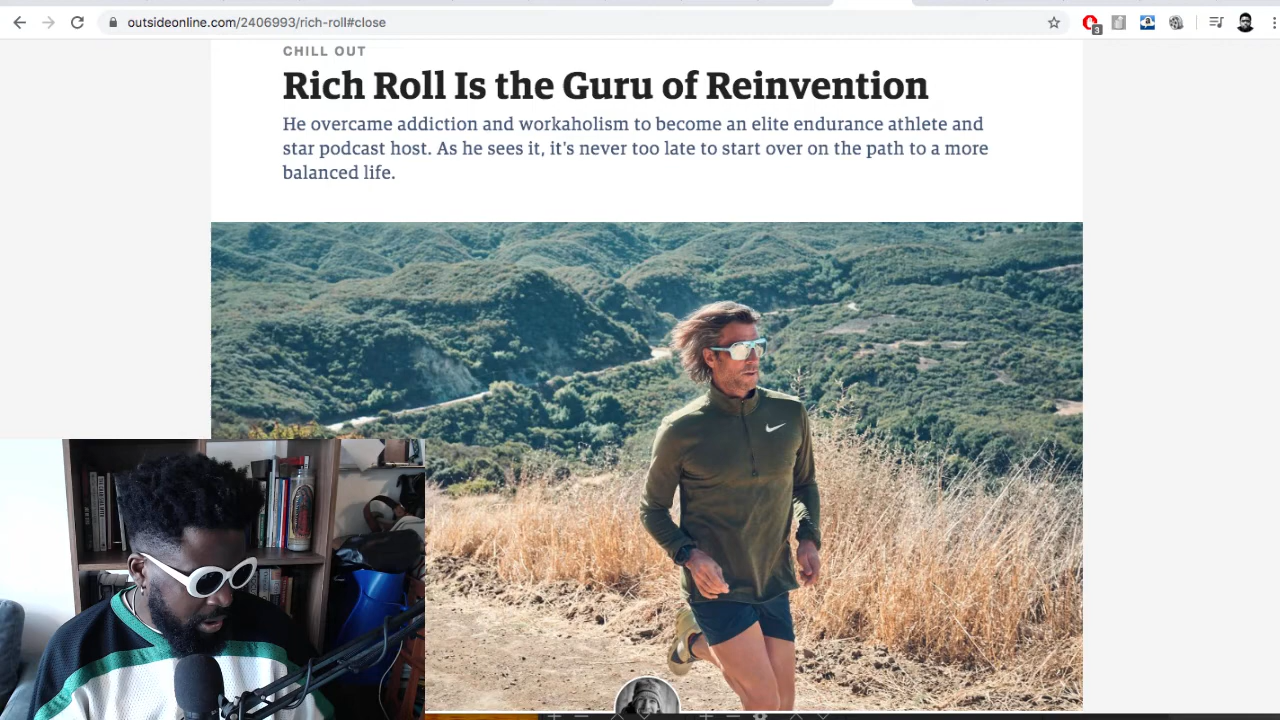 outsideonline.com/2406993/rich-roll#close
3
CHILL OUT
Rich Roll Is the Guru of Reinvention
He overcame addiction and workaholism to become an elite endurance athlete and
star podcast host. As he sees it, it's never too late to start over on the path to a more
balanced life.